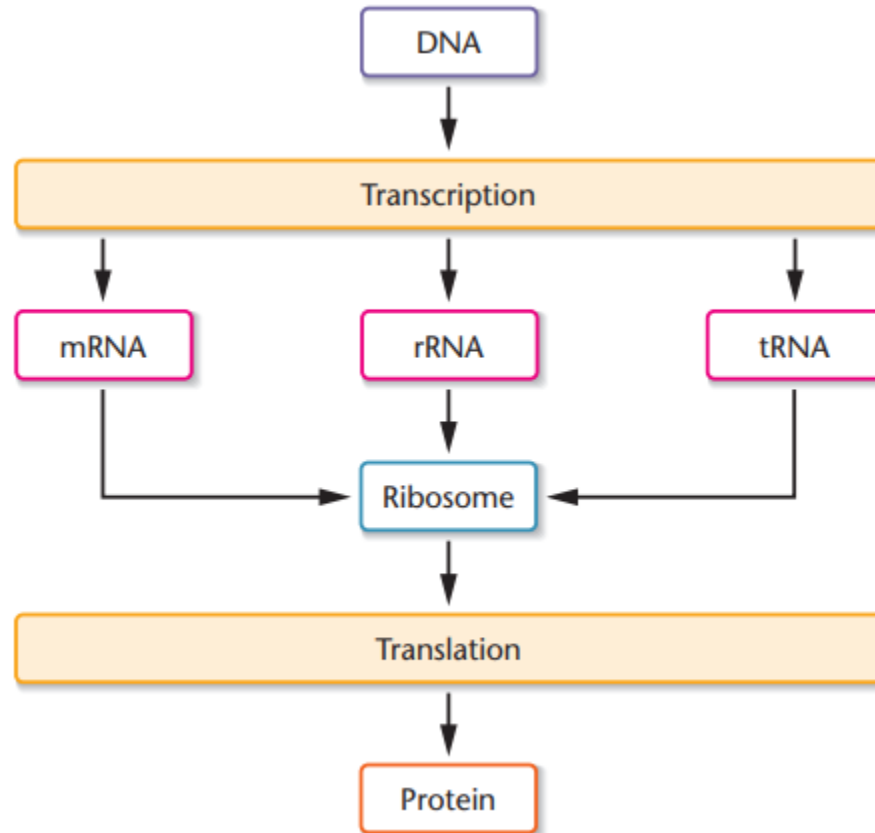 DNA
Transcription
mRNA
rRNA
tRNA
Ribosome
Translation
Protein